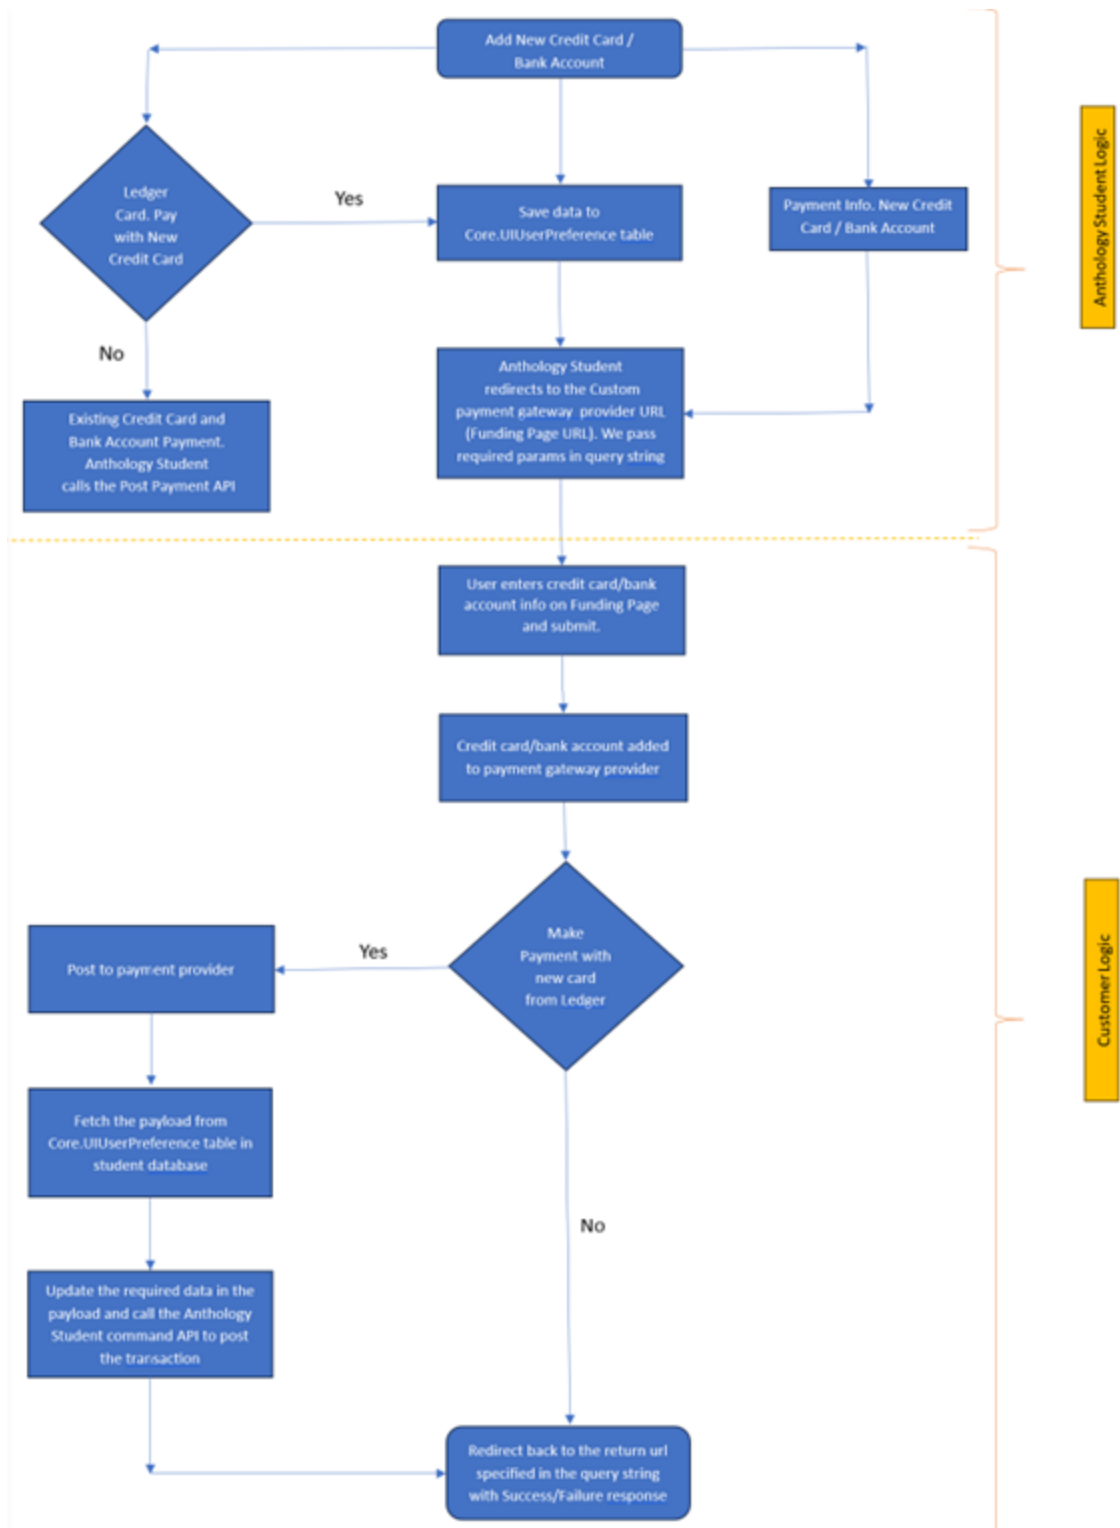 Add New Credit Card /
Bank Account
Ledger
Card. Pay
with New
Credit Card
Yes
Save data to
Core.UIUserPreference table
Payment Info. New Credit
Card / Bank Account
No
Existing Credit Card and
Bank Account Payment.
Anthology Student
calls the Post Payment API
Anthology Student
redirects to the Custom
payment gateway provider URL
(Funding Page URL). We pass
required params in query string
Anthology Student Logic
User enters credit card/bank
account info on Funding Page
and submit.
Credit card/bank account added
to payment gateway provider
Make
Payment with
new card
from Ledger
Yes
Post to payment provider
Fetch the payload from
Core.UIUserPreference table in
student database
No
Update the required data in the
payload and call the Anthology
Student command API to post
the transaction
Redirect back to the return url
specified in the query string
with Success/Failure response
Customer Logic